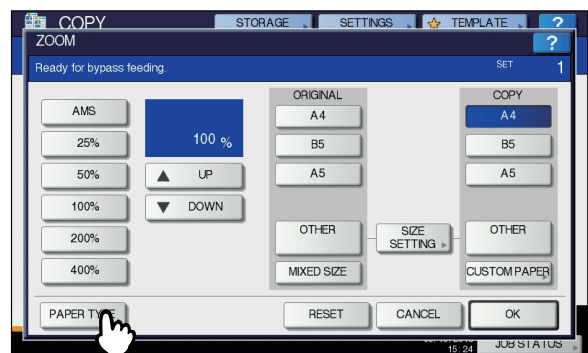 COPY STORAGE SETTINGS TEMPLATE ?
ZOOM ?
Ready for bypass feeding. SET 1
ORIGINAL COPY
AMS A4 A4
25% 100 % B5 B5
50% UP A5 A5
100% DOWN
200% OTHER SIZE SETTING OTHER
400% MIXED SIZE CUSTOM PAPER
PAPER TYPE RESET CANCEL OK
15:24 JOB STATUS